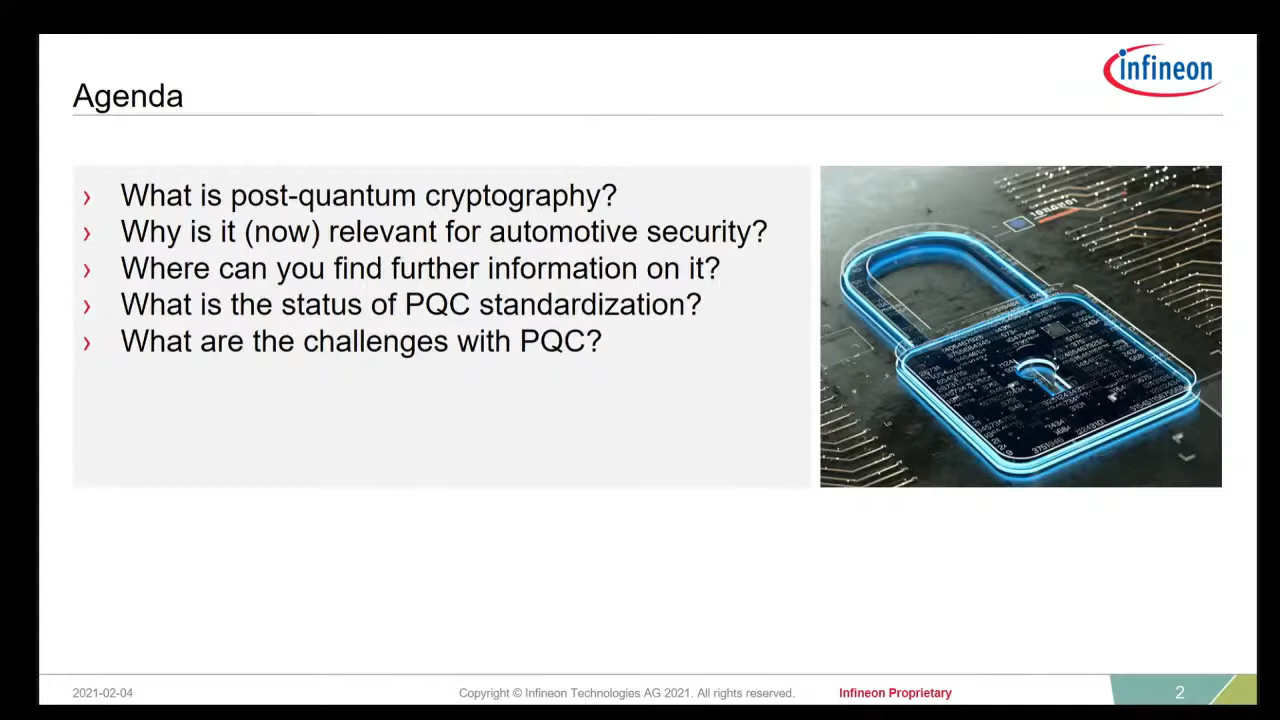 infineon
Agenda
› What is post-quantum cryptography?
› Why is it (now) relevant for automotive security?
› Where can you find further information on it?
› What is the status of PQC standardization?
› What are the challenges with PQC?
2021-02-04
Copyright © Infineon Technologies AG 2021. All rights reserved.
Infineon Proprietary
2